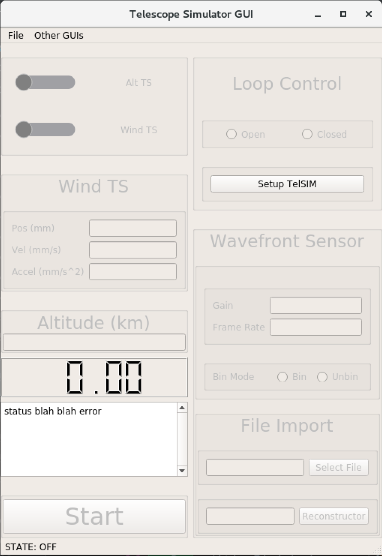 Telescope Simulator GUI
File Other GUIs
Alt TS
Wind TS
Wind TS
Pos (mm)
Vel (mm/s)
Accel (mm/s^2)
Altitude (km)
0.00
status blah blah error
Start
Loop Control
Open Closed
Setup TelSIM
Wavefront Sensor
Gain
Frame Rate
Bin Mode Bin Unbin
File Import
Select File
Reconstructor
STATE: OFF